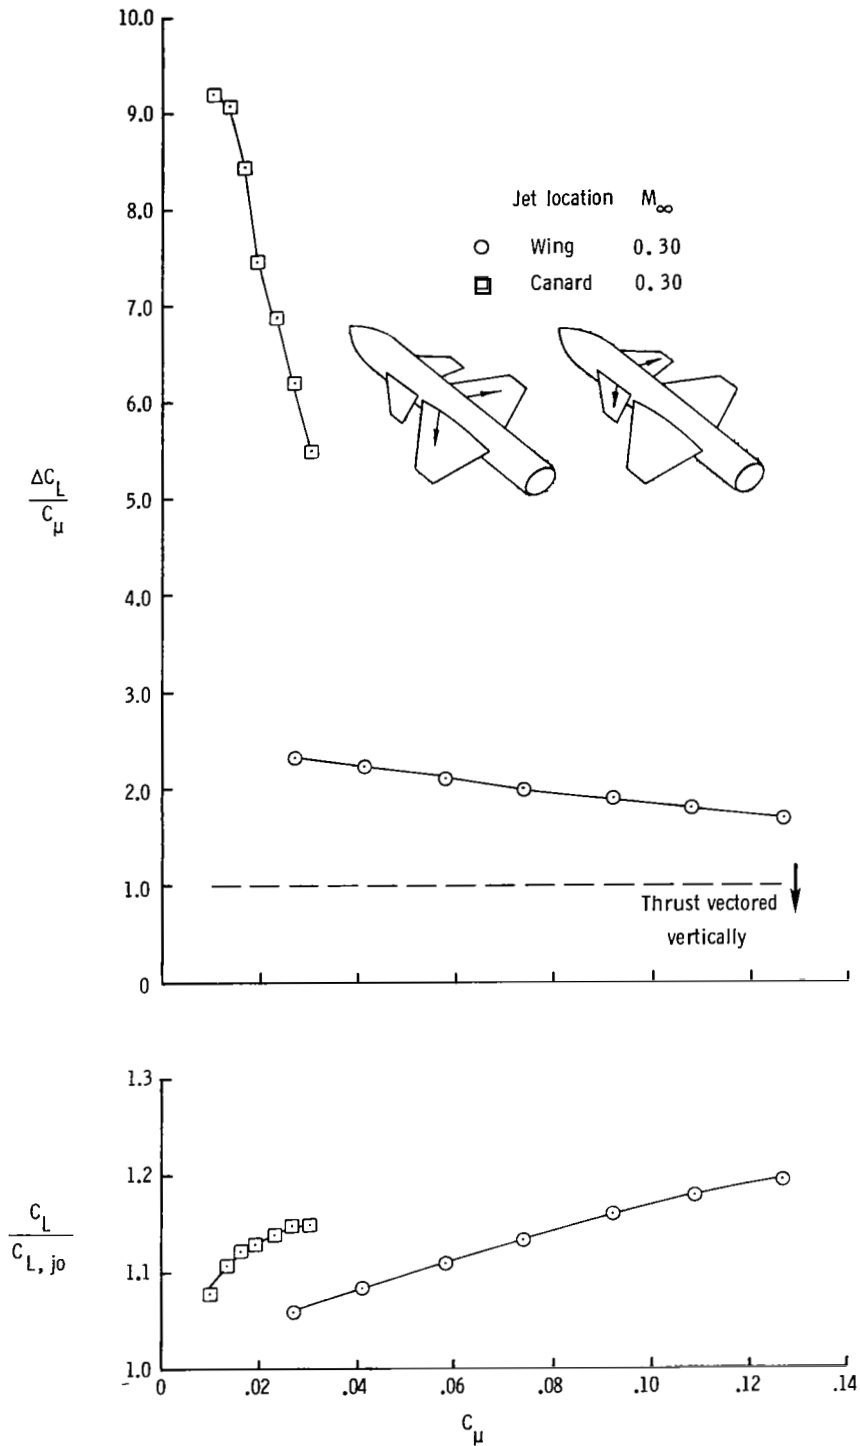 10.0
9.0
8.0
7.0
6.0
5.0
4.0
3.0
2.0
1.0
0
ΔC_L
C_μ
Jet location M_∞
Wing 0.30
Canard 0.30
Thrust vectored
vertically
1.3
1.2
1.1
1.0
C_L
C_L, jo
0 .02 .04 .06 .08 .10 .12 .14
C_μ